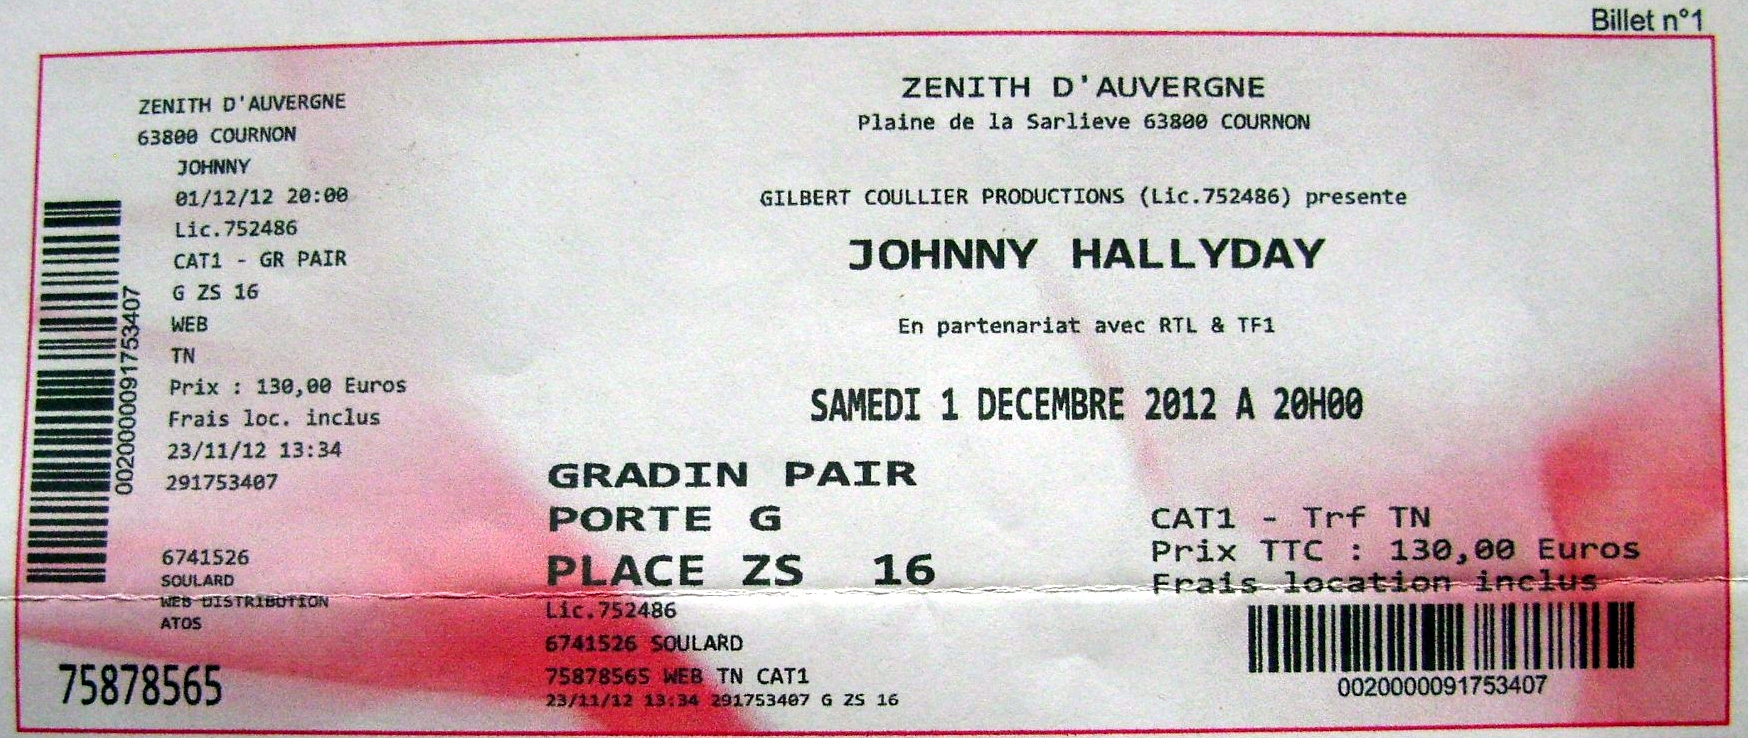 Billet n°1
ZENITH D'AUVERGNE
63800 COURNON
JOHNNY
01/12/12 20:00
Lic.752486
CAT1 - GR PAIR
G ZS 16
WEB
TN
Prix : 130,00 Euros
Frais loc. inclus
23/11/12 13:34
291753407
6741526
SOULARD
WEB DISTRIBUTION
ATOS
75878565
0020000091753407
ZENITH D'AUVERGNE
Plaine de la Sarlieve 63800 COURNON
GILBERT COULLIER PRODUCTIONS (Lic.752486) presente
JOHNNY HALLYDAY
En partenariat avec RTL & TF1
SAMEDI 1 DECEMBRE 2012 A 20H00
GRADIN PAIR
PORTE G
PLACE ZS 16
Lic.752486
6741526 SOULARD
75878565 WEB TN CAT1
23/11/12 13:34 291753407 G ZS 16
CAT1 - Trf TN
Prix TTC : 130,00 Euros
Frais location inclus
0020000091753407